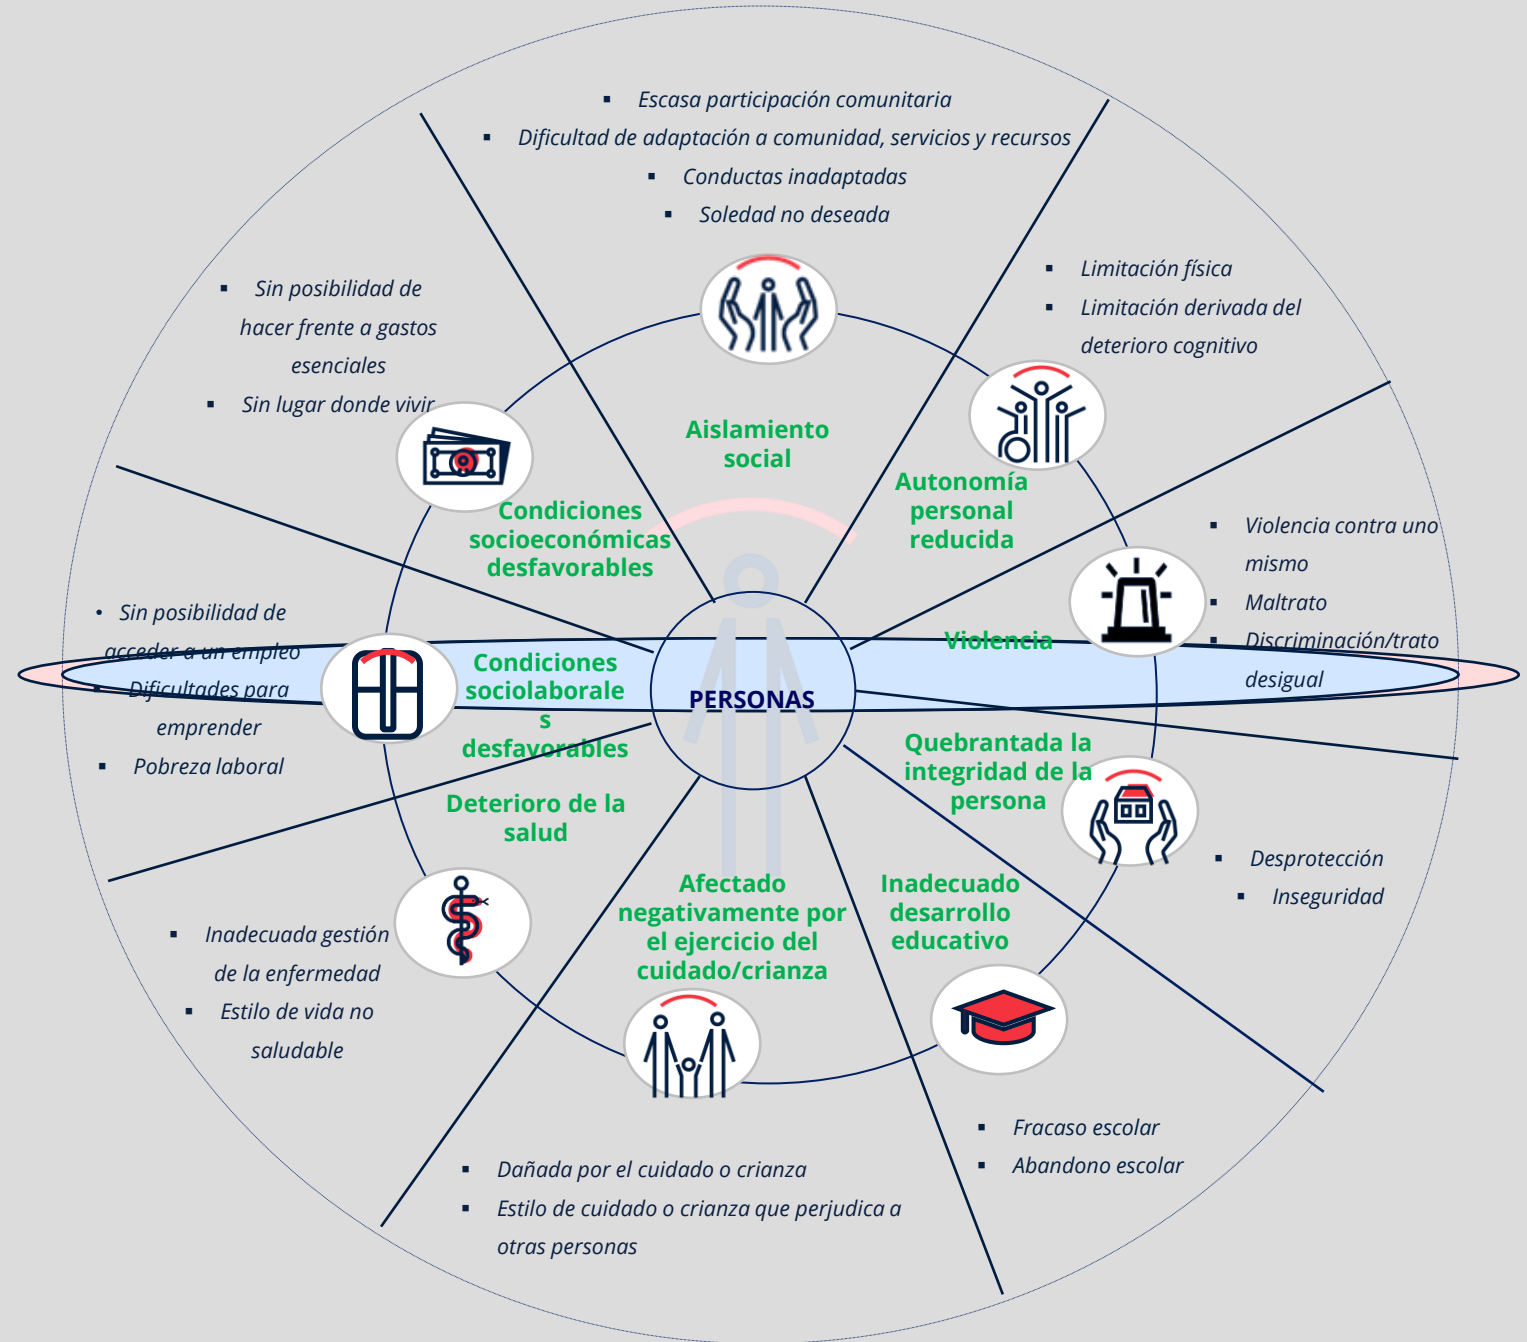 ▪ Escasa participación comunitaria
▪ Dificultad de adaptación a comunidad, servicios y recursos
▪ Conductas inadaptadas
▪ Soledad no deseada
Aislamiento
social
▪ Limitación física
▪ Limitación derivada del
deterioro cognitivo
Autonomía
personal
reducida
▪ Violencia contra uno
mismo
▪ Maltrato
▪ Discriminación/trato
desigual
Violencia
Quebrantada la
integridad de la
persona
▪ Desprotección
▪ Inseguridad
Inadecuado
desarrollo
educativo
▪ Fracaso escolar
▪ Abandono escolar
Afectado
negativamente por
el ejercicio del
cuidado/crianza
▪ Dañada por el cuidado o crianza
▪ Estilo de cuidado o crianza que perjudica a
otras personas
Deterioro de la
salud
▪ Inadecuada gestión
de la enfermedad
▪ Estilo de vida no
saludable
Condiciones
sociolaborale
s
desfavorables
• Sin posibilidad de
acceder a un empleo
▪ Dificultades para
emprender
▪ Pobreza laboral
Condiciones
socioeconómicas
desfavorables
▪ Sin posibilidad de
hacer frente a gastos
esenciales
▪ Sin lugar donde vivir
PERSONAS